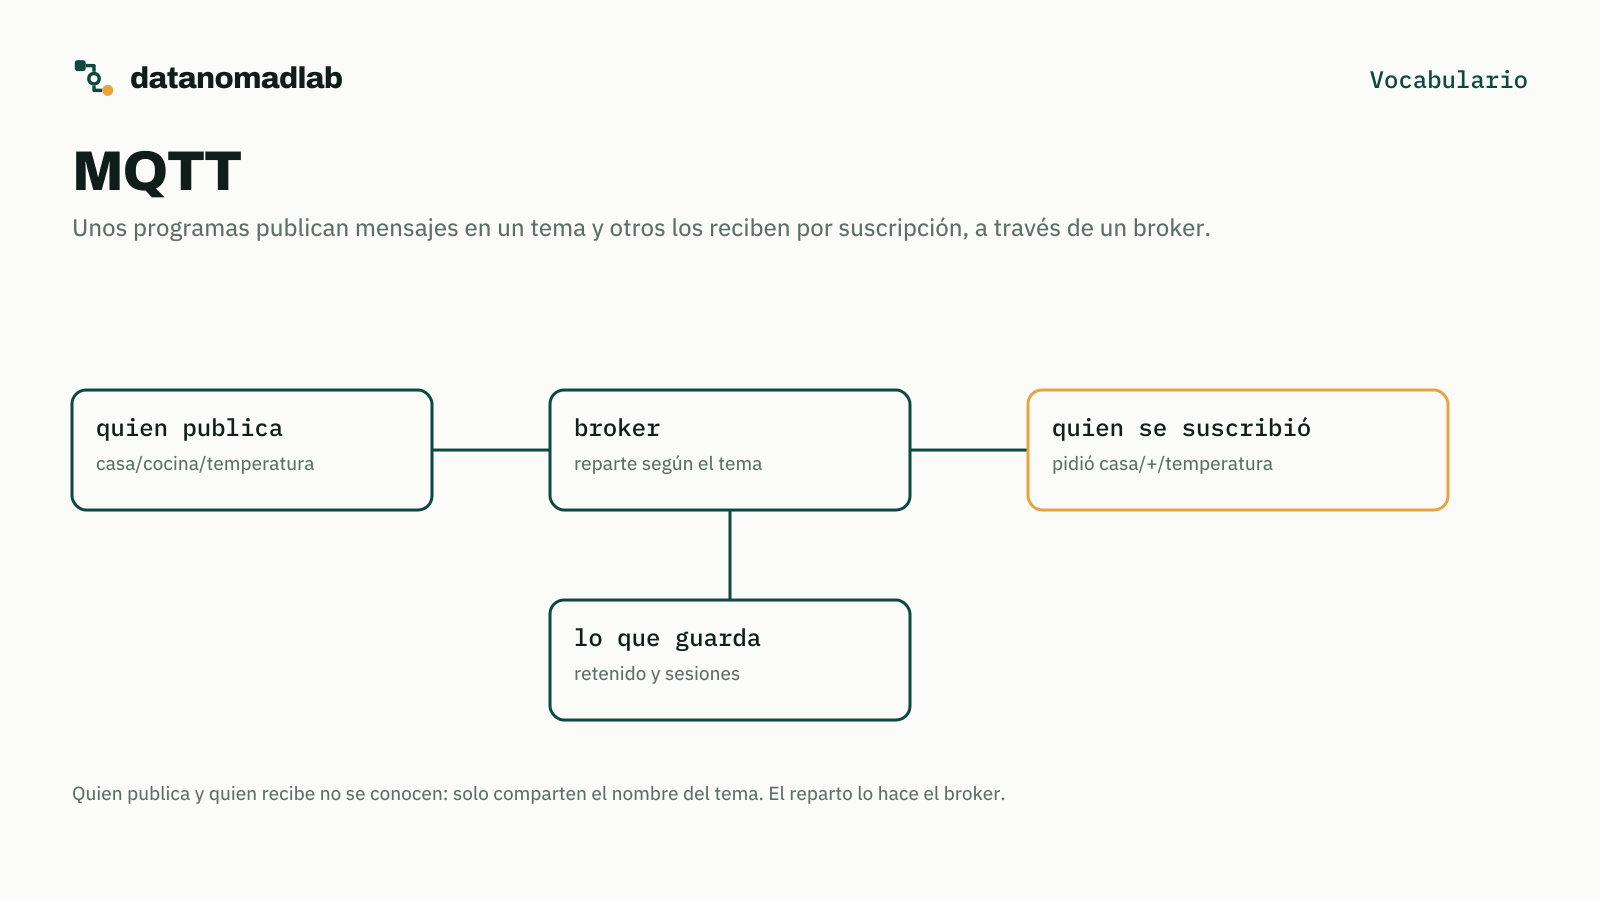 datanomadlab
Vocabulario
MQTT
Unos programas publican mensajes en un tema y otros los reciben por suscripción, a través de un broker.
quien publica
casa/cocina/temperatura
broker
reparte según el tema
quien se suscribió
pidió casa/+/temperatura
lo que guarda
retenido y sesiones
Quien publica y quien recibe no se conocen: solo comparten el nombre del tema. El reparto lo hace el broker.